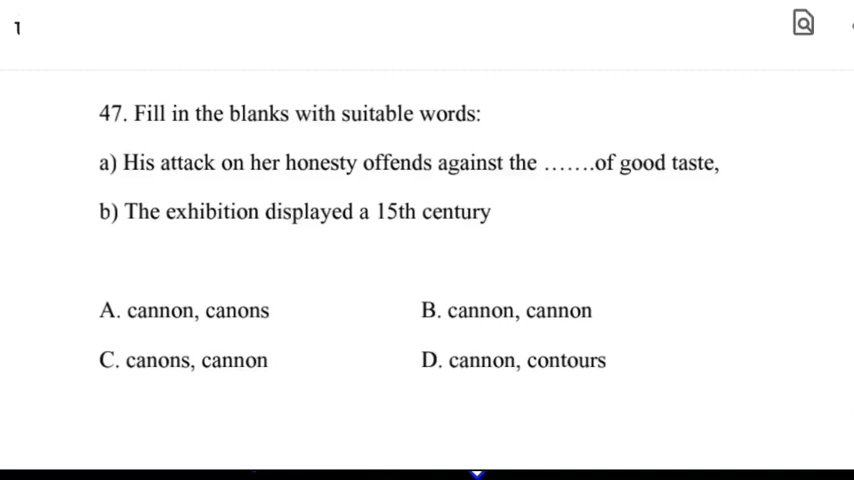 47. Fill in the blanks with suitable words:
a) His attack on her honesty offends against the .......of good taste,
b) The exhibition displayed a 15th century
A. cannon, canons
B. cannon, cannon
C. canons, cannon
D. cannon, contours